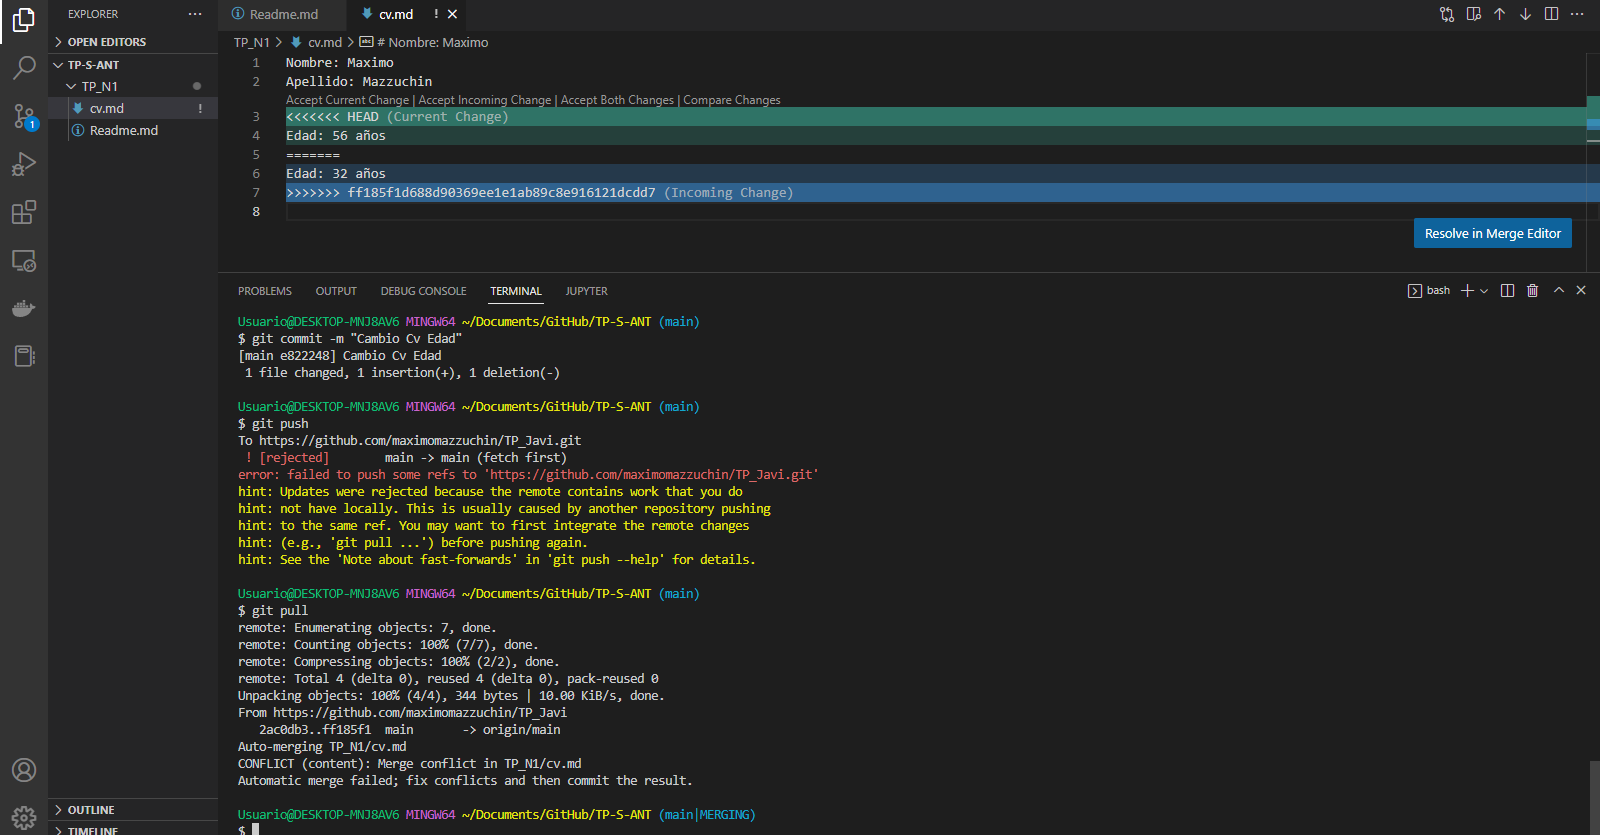 EXPLORER
OPEN EDITORS
TP-S-ANT
TP_N1
cv.md !
Readme.md
1
OUTLINE
TIMELINE
Readme.md
cv.md !
TP_N1 > cv.md > # Nombre: Maximo
1 Nombre: Maximo
2 Apellido: Mazzuchin
Accept Current Change | Accept Incoming Change | Accept Both Changes | Compare Changes
3 <<<<<<< HEAD (Current Change)
4 Edad: 56 años
5 =======
6 Edad: 32 años
7 >>>>>>> ff185f1d688d90369ee1e1ab89c8e916121dcdd7 (Incoming Change)
8
Resolve in Merge Editor
PROBLEMS OUTPUT DEBUG CONSOLE TERMINAL JUPYTER
bash
Usuario@DESKTOP-MNJ8AV6 MINGW64 ~/Documents/GitHub/TP-S-ANT (main)
$ git commit -m "Cambio Cv Edad"
[main e822248] Cambio Cv Edad
1 file changed, 1 insertion(+), 1 deletion(-)
Usuario@DESKTOP-MNJ8AV6 MINGW64 ~/Documents/GitHub/TP-S-ANT (main)
$ git push
To https://github.com/maximomazzuchin/TP_Javi.git
! [rejected] main -> main (fetch first)
error: failed to push some refs to 'https://github.com/maximomazzuchin/TP_Javi.git'
hint: Updates were rejected because the remote contains work that you do
hint: not have locally. This is usually caused by another repository pushing
hint: to the same ref. You may want to first integrate the remote changes
hint: (e.g., 'git pull ...') before pushing again.
hint: See the 'Note about fast-forwards' in 'git push --help' for details.
Usuario@DESKTOP-MNJ8AV6 MINGW64 ~/Documents/GitHub/TP-S-ANT (main)
$ git pull
remote: Enumerating objects: 7, done.
remote: Counting objects: 100% (7/7), done.
remote: Compressing objects: 100% (2/2), done.
remote: Total 4 (delta 0), reused 4 (delta 0), pack-reused 0
Unpacking objects: 100% (4/4), 344 bytes | 10.00 KiB/s, done.
From https://github.com/maximomazzuchin/TP_Javi
2ac0db3..ff185f1 main -> origin/main
Auto-merging TP_N1/cv.md
CONFLICT (content): Merge conflict in TP_N1/cv.md
Automatic merge failed; fix conflicts and then commit the result.
Usuario@DESKTOP-MNJ8AV6 MINGW64 ~/Documents/GitHub/TP-S-ANT (main|MERGING)
$